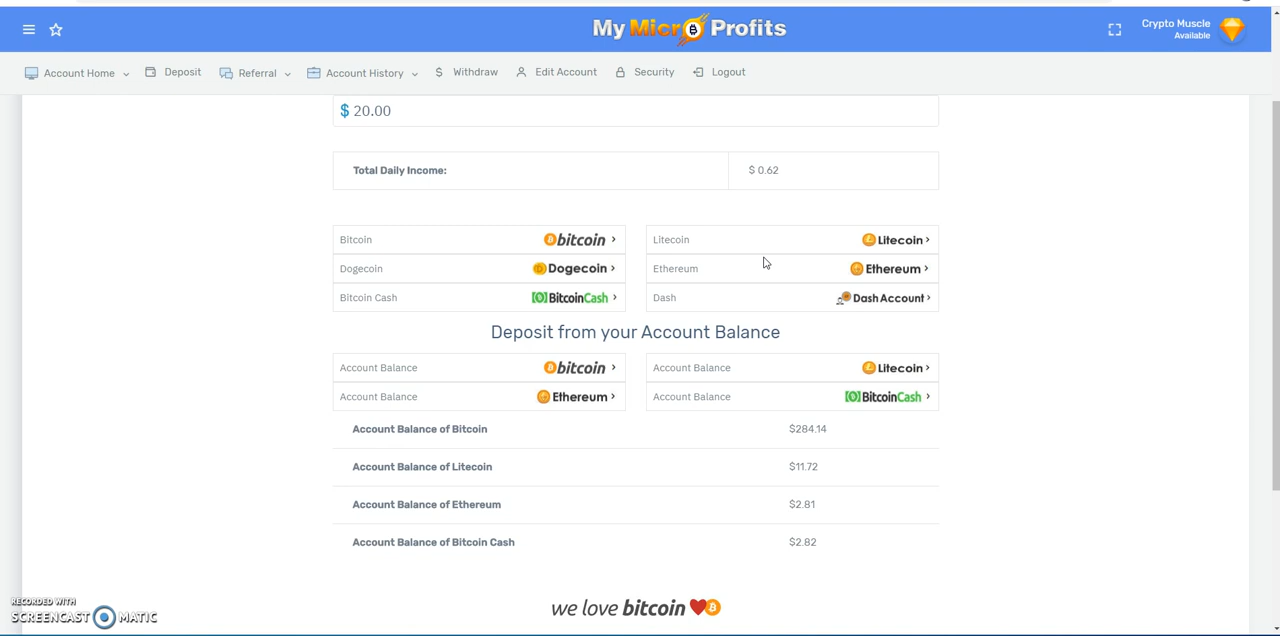 My Micro Profits
Crypto Muscle
Available
Account Home Deposit Referral Account History $ Withdraw Edit Account Security Logout
$ 20.00
Total Daily Income: $ 0.62
Bitcoin bitcoin › Litecoin Litecoin ›
Dogecoin Dogecoin › Ethereum Ethereum ›
Bitcoin Cash BitcoinCash › Dash Dash Account ›
Deposit from your Account Balance
Account Balance bitcoin › Account Balance Litecoin ›
Account Balance Ethereum › Account Balance BitcoinCash ›
Account Balance of Bitcoin $284.14
Account Balance of Litecoin $11.72
Account Balance of Ethereum $2.81
Account Balance of Bitcoin Cash $2.82
we love bitcoin
RECORDED WITH
SCREENCAST MATIC